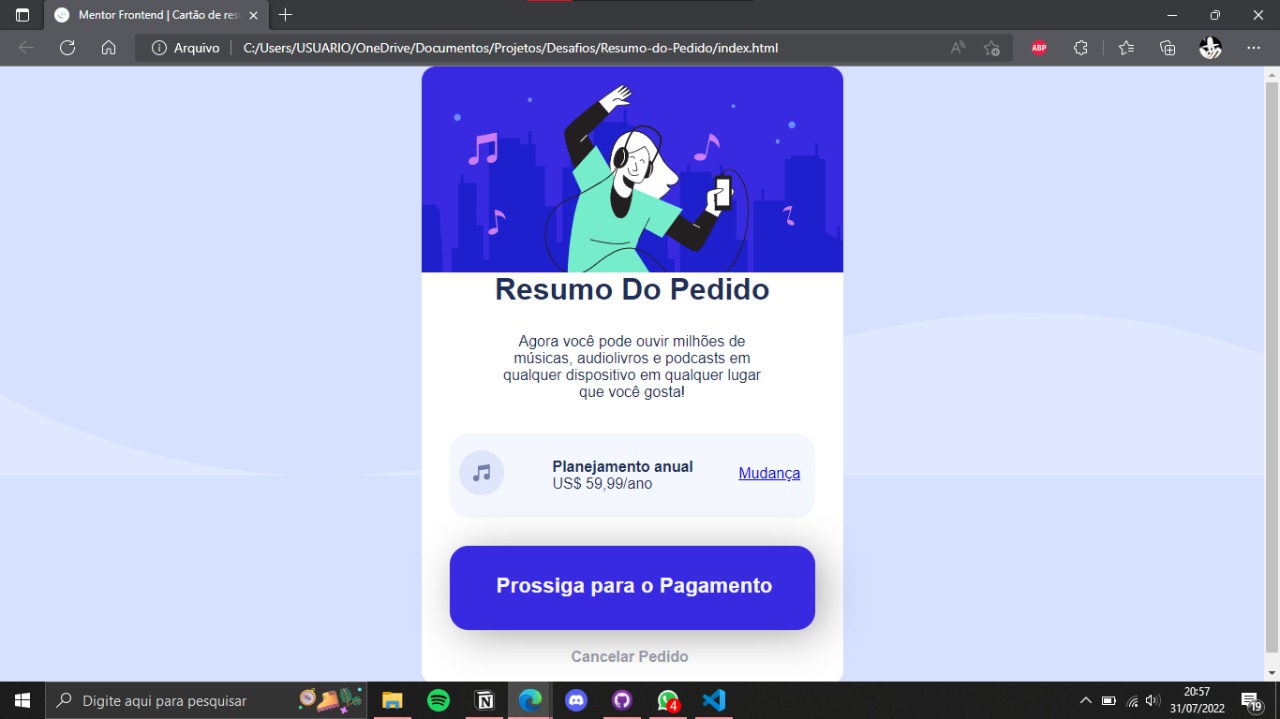 Mentor Frontend | Cartão de res
Arquivo
C:/Users/USUARIO/OneDrive/Documentos/Projetos/Desafios/Resumo-do-Pedido/index.html
ABP
Resumo Do Pedido
Agora você pode ouvir milhões de
músicas, audiolivros e podcasts em
qualquer dispositivo em qualquer lugar
que você gosta!
Planejamento anual
US$ 59,99/ano
Mudança
Prossiga para o Pagamento
Cancelar Pedido
Digite aqui para pesquisar
4
20:57
31/07/2022
19